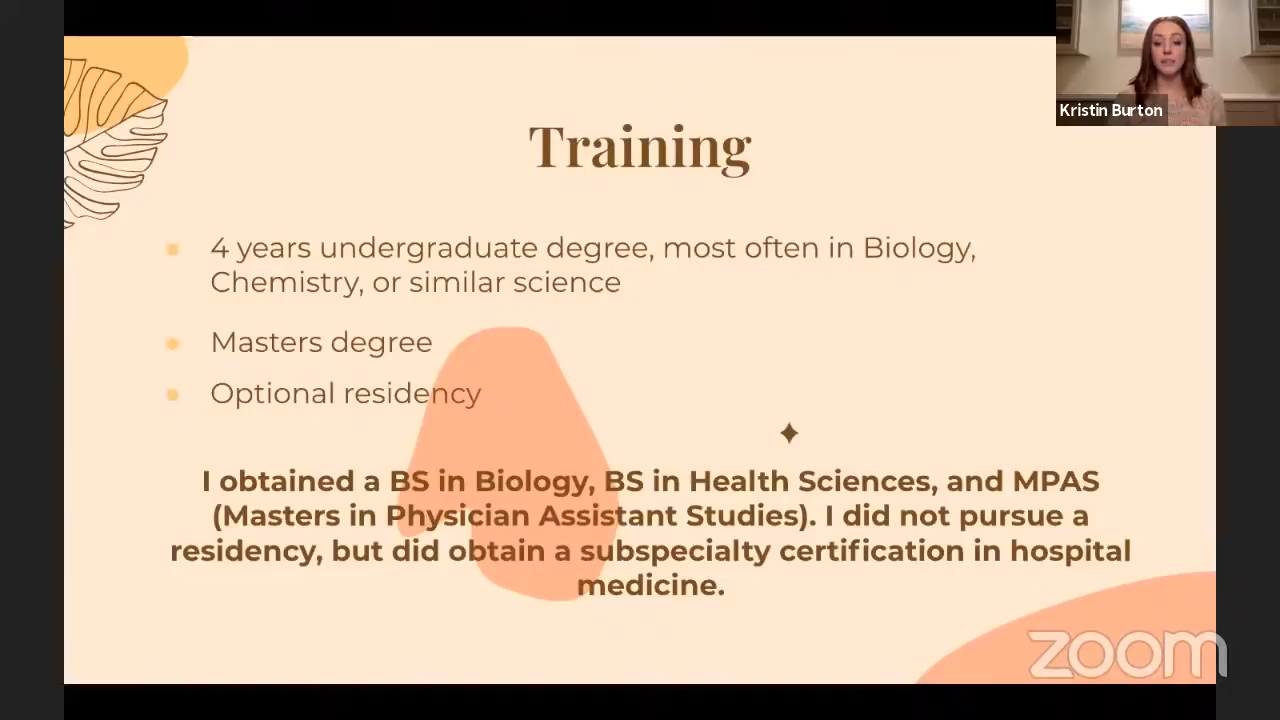 Kristin Burton
Training
4 years undergraduate degree, most often in Biology,
Chemistry, or similar science
Masters degree
Optional residency
I obtained a BS in Biology, BS in Health Sciences, and MPAS
(Masters in Physician Assistant Studies). I did not pursue a
residency, but did obtain a subspecialty certification in hospital
medicine.
zoom